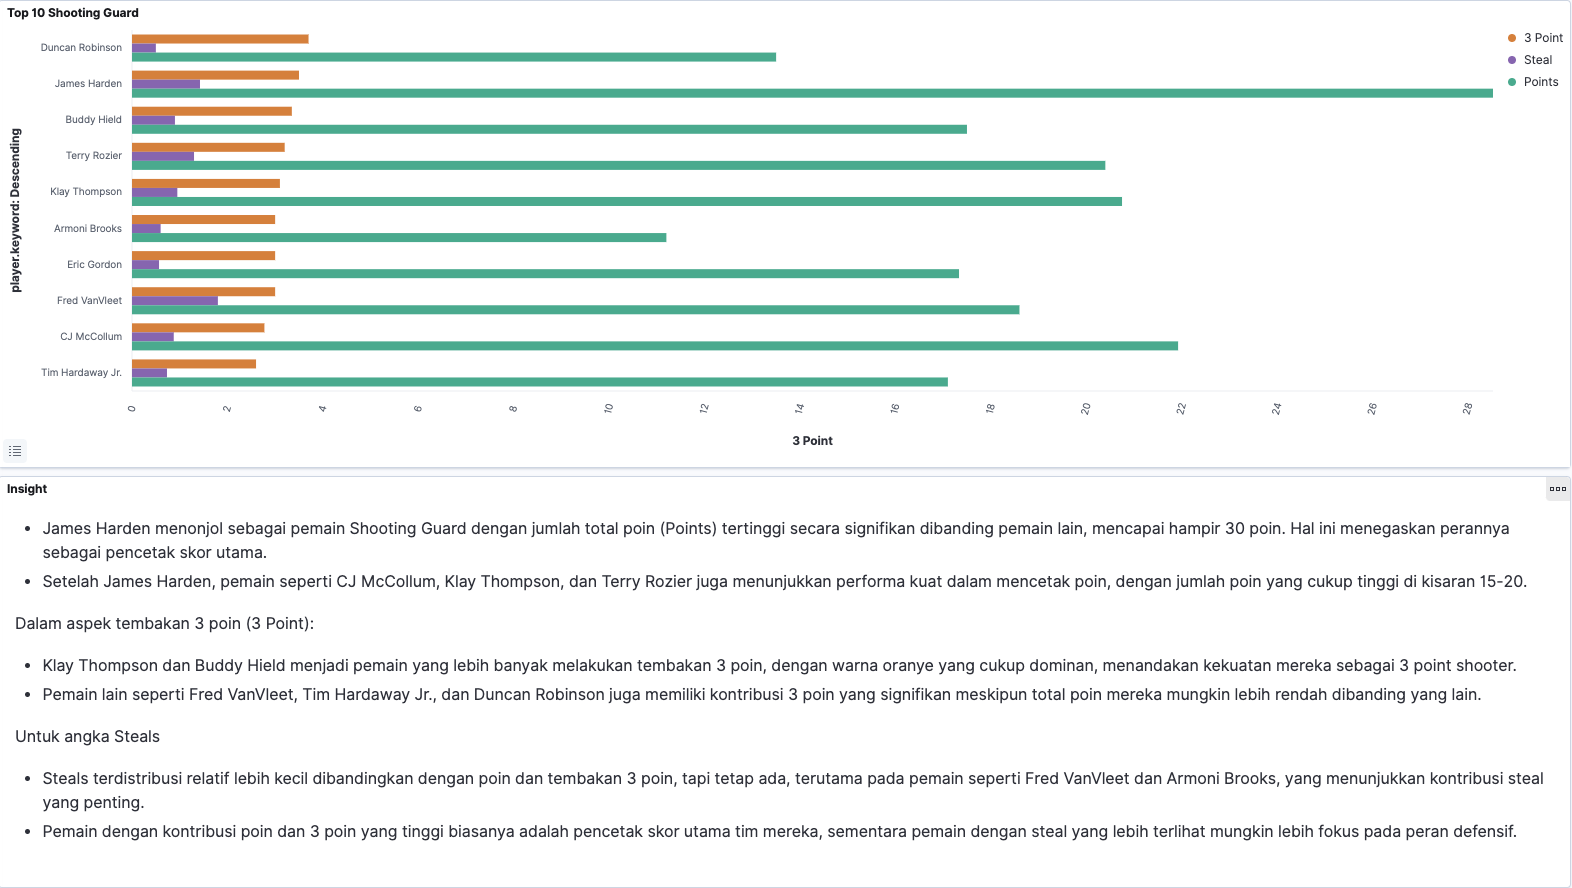 Top 10 Shooting Guard
3 Point
Steal
Points
player.keyword: Descending
Duncan Robinson
James Harden
Buddy Hield
Terry Rozier
Klay Thompson
Armoni Brooks
Eric Gordon
Fred VanVleet
CJ McCollum
Tim Hardaway Jr.
0 2 4 6 8 10 12 14 16 18 20 22 24 26 28
3 Point
Insight
• James Harden menonjol sebagai pemain Shooting Guard dengan jumlah total poin (Points) tertinggi secara signifikan dibanding pemain lain, mencapai hampir 30 poin. Hal ini menegaskan perannya
sebagai pencetak skor utama.
• Setelah James Harden, pemain seperti CJ McCollum, Klay Thompson, dan Terry Rozier juga menunjukkan performa kuat dalam mencetak poin, dengan jumlah poin yang cukup tinggi di kisaran 15-20.
Dalam aspek tembakan 3 poin (3 Point):
• Klay Thompson dan Buddy Hield menjadi pemain yang lebih banyak melakukan tembakan 3 poin, dengan warna oranye yang cukup dominan, menandakan kekuatan mereka sebagai 3 point shooter.
• Pemain lain seperti Fred VanVleet, Tim Hardaway Jr., dan Duncan Robinson juga memiliki kontribusi 3 poin yang signifikan meskipun total poin mereka mungkin lebih rendah dibanding yang lain.
Untuk angka Steals
• Steals terdistribusi relatif lebih kecil dibandingkan dengan poin dan tembakan 3 poin, tapi tetap ada, terutama pada pemain seperti Fred VanVleet dan Armoni Brooks, yang menunjukkan kontribusi steal
yang penting.
• Pemain dengan kontribusi poin dan 3 poin yang tinggi biasanya adalah pencetak skor utama tim mereka, sementara pemain dengan steal yang lebih terlihat mungkin lebih fokus pada peran defensif.